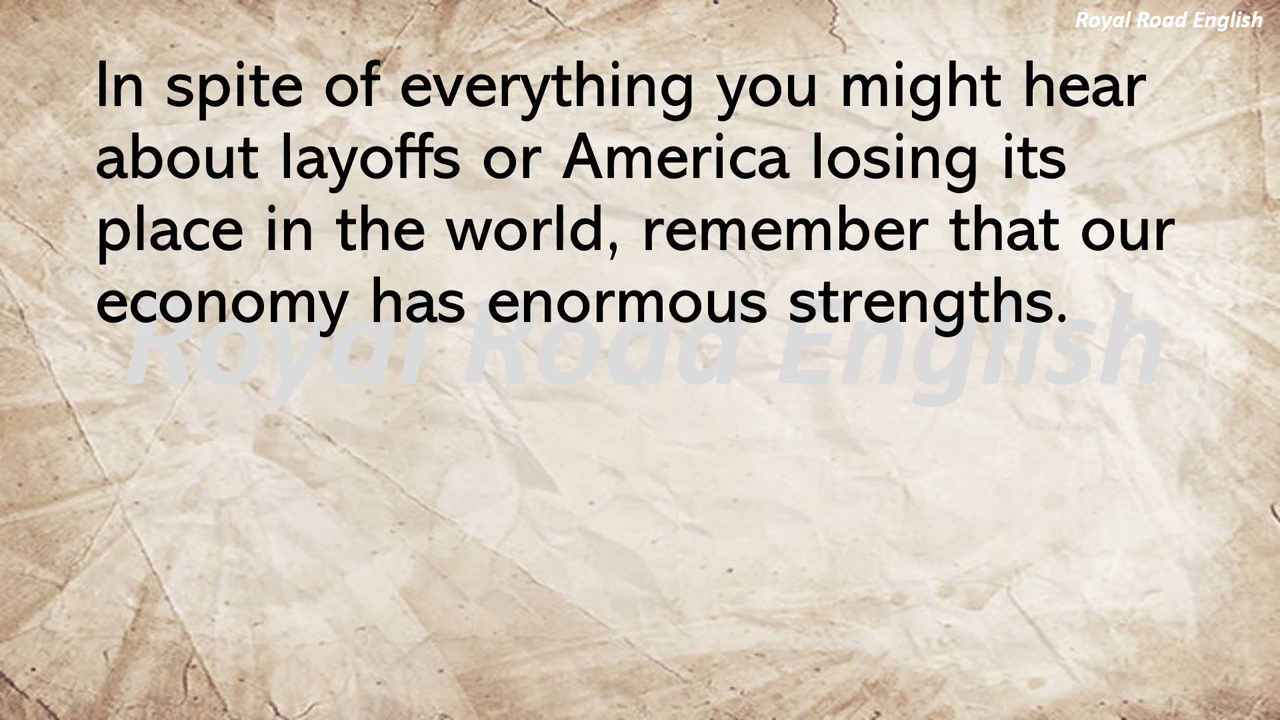 Royal Road English
In spite of everything you might hear
about layoffs or America losing its
place in the world, remember that our
economy has enormous strengths.
Royal Road English